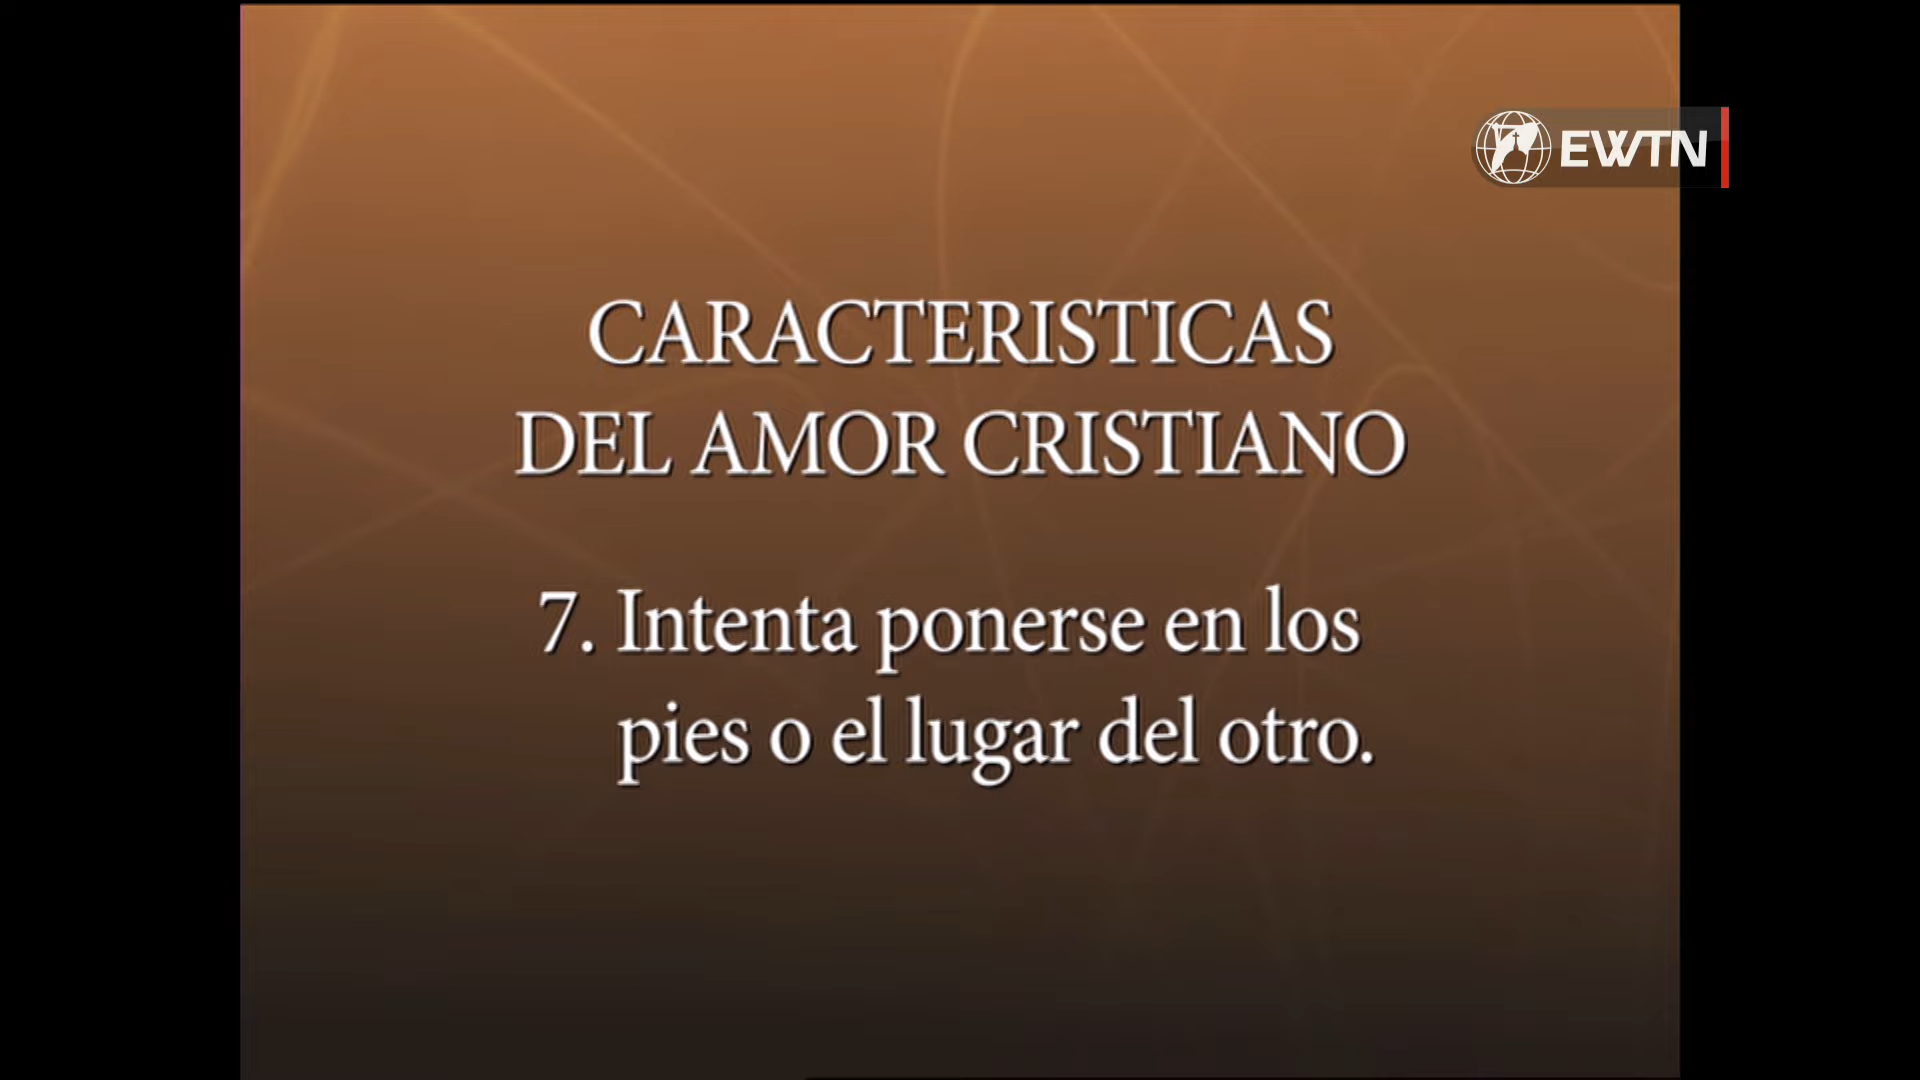 EWTN
CARACTERISTICAS
DEL AMOR CRISTIANO
7. Intenta ponerse en los
pies o el lugar del otro.